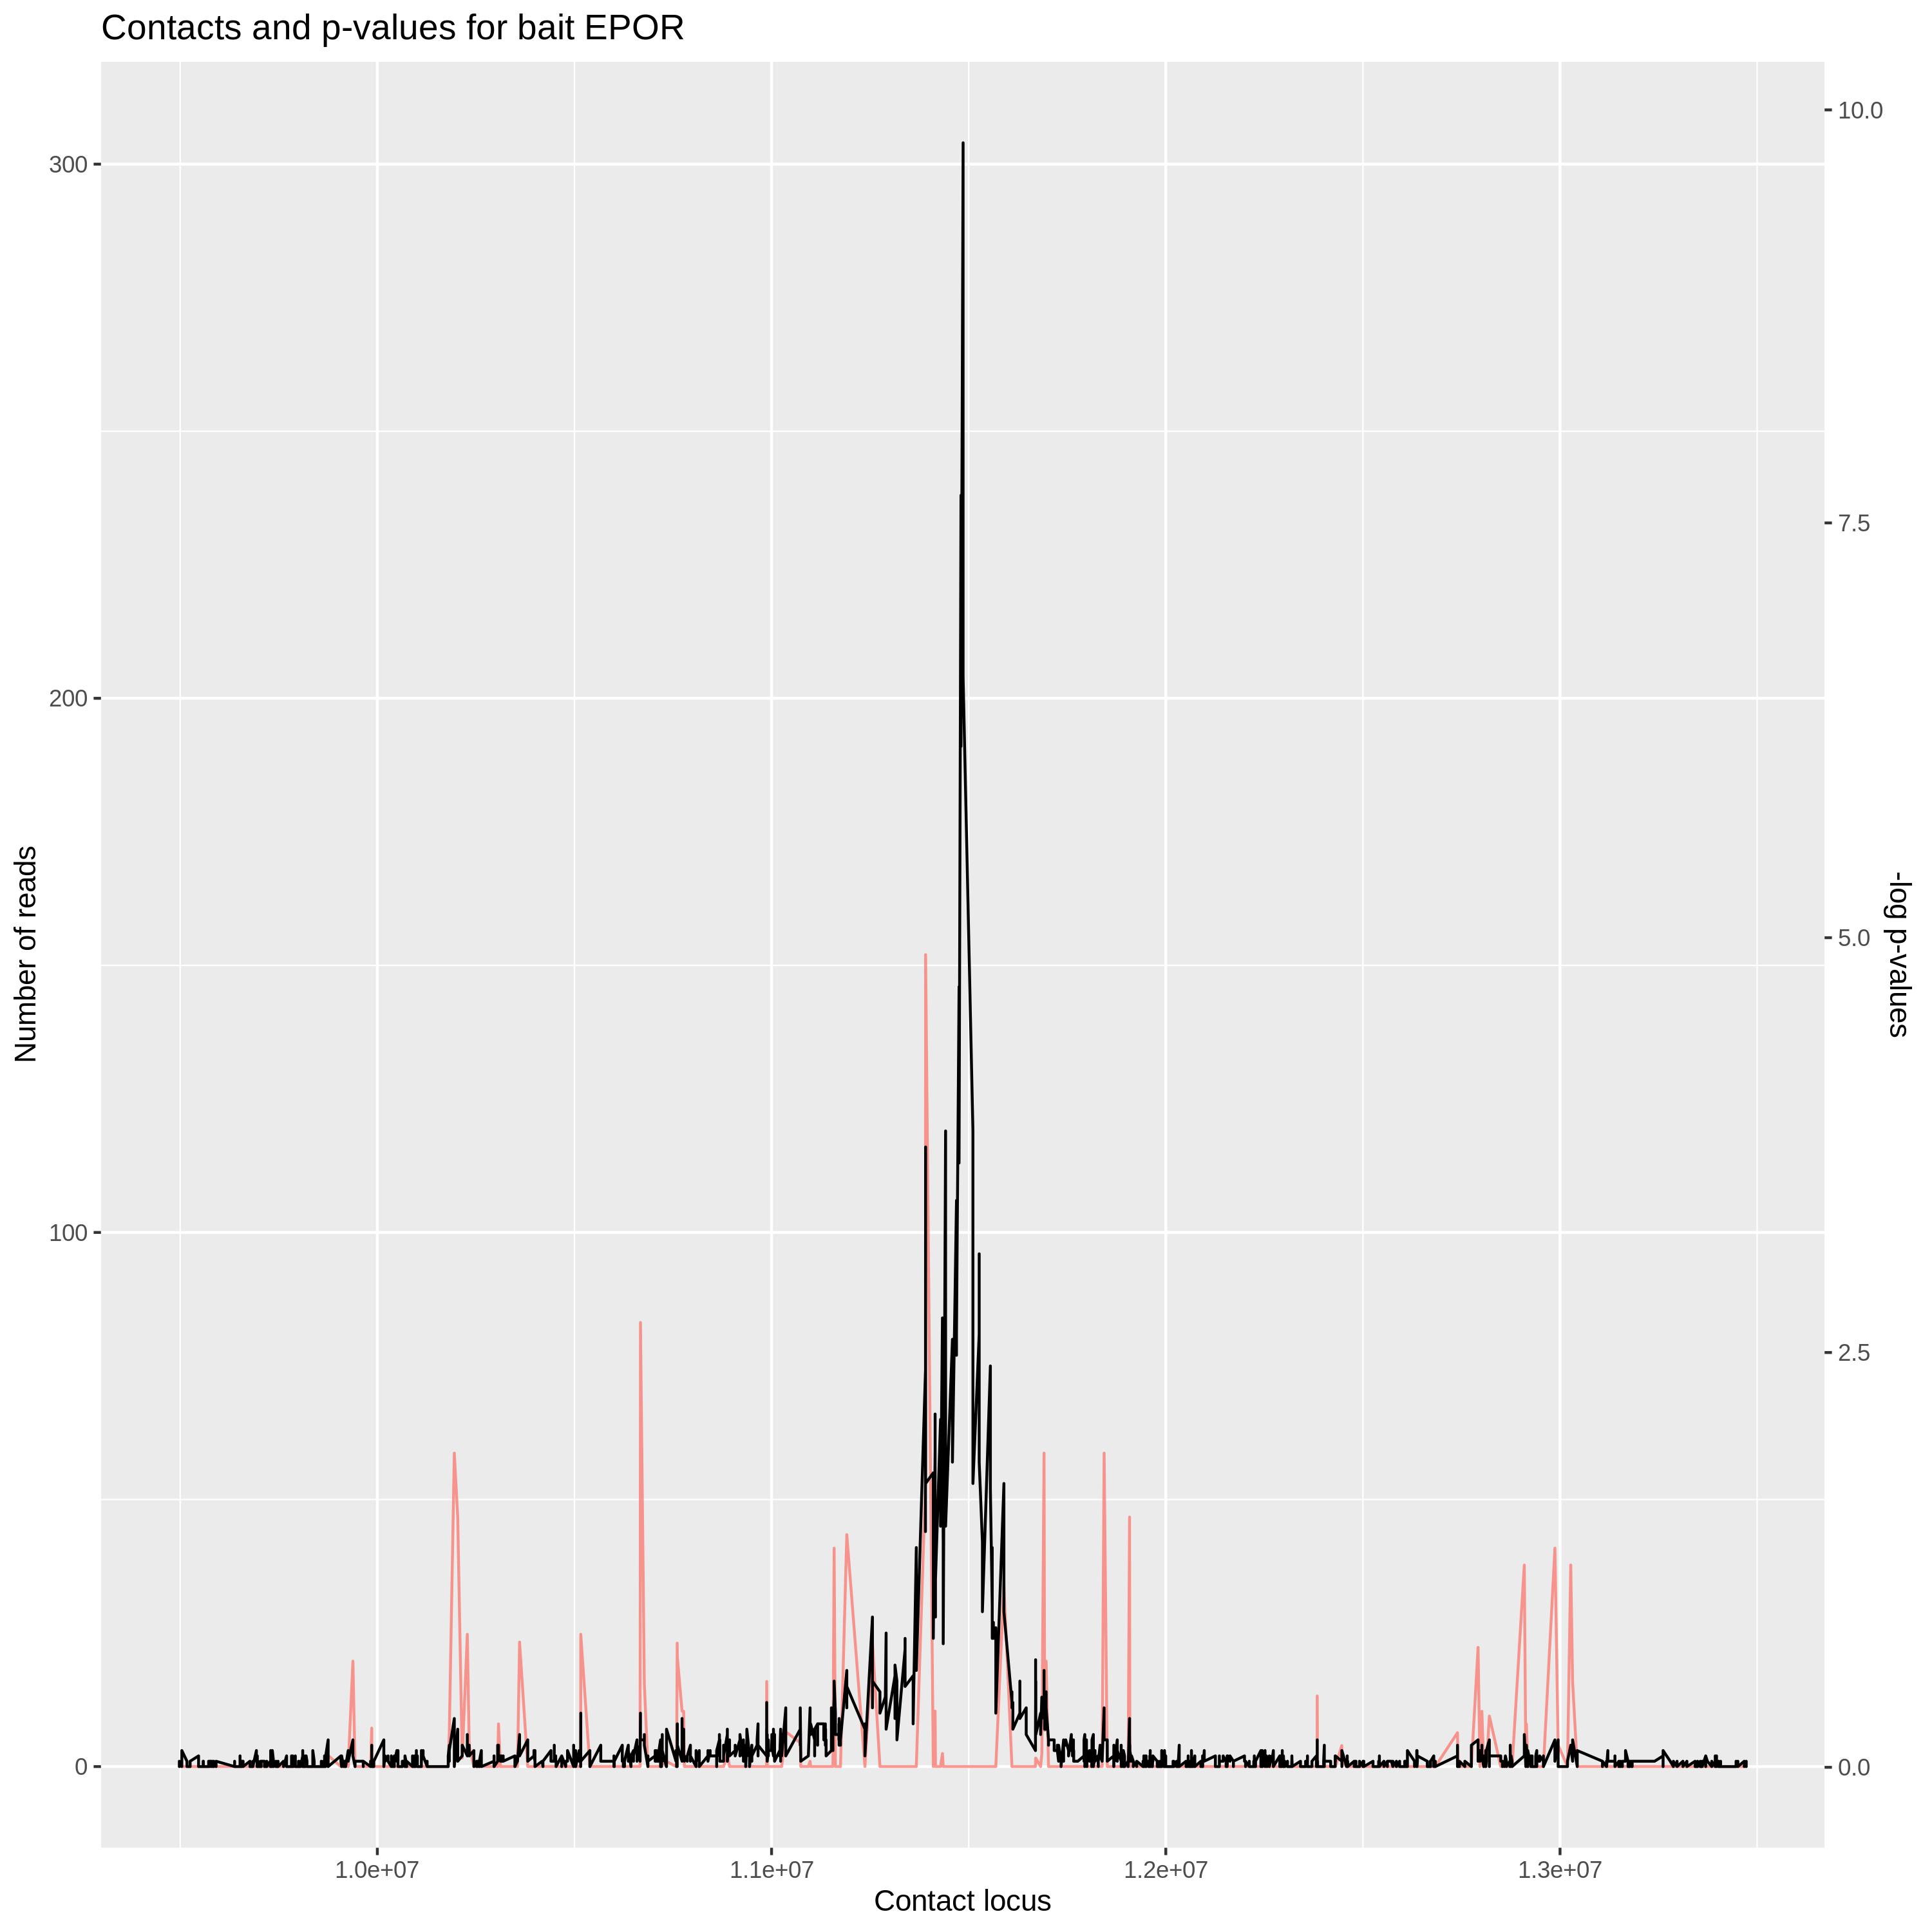 Contacts and p-values for bait EPOR
300
200
100
0
Number of reads
10.0
7.5
5.0
2.5
0.0
-log p-values
1.0e+07
1.1e+07
1.2e+07
1.3e+07
Contact locus